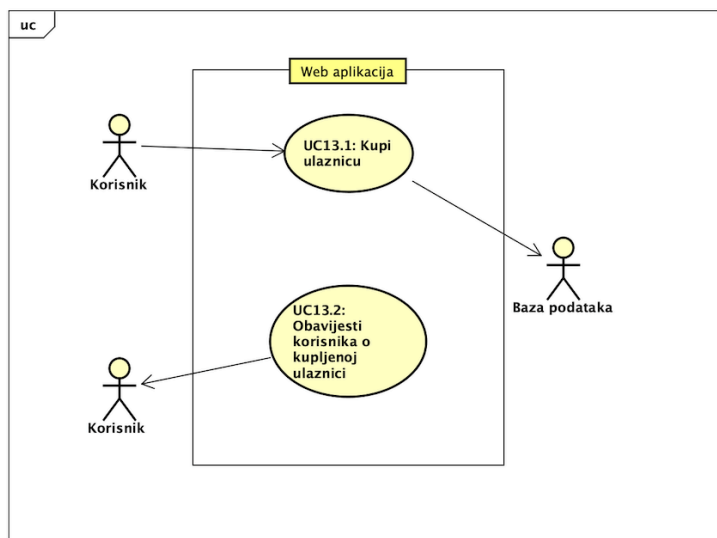 uc
Web aplikacija
UC13.1: Kupi
ulaznicu
Korisnik
Baza podataka
UC13.2:
Obavijesti
korisnika o
kupljenoj
ulaznici
Korisnik